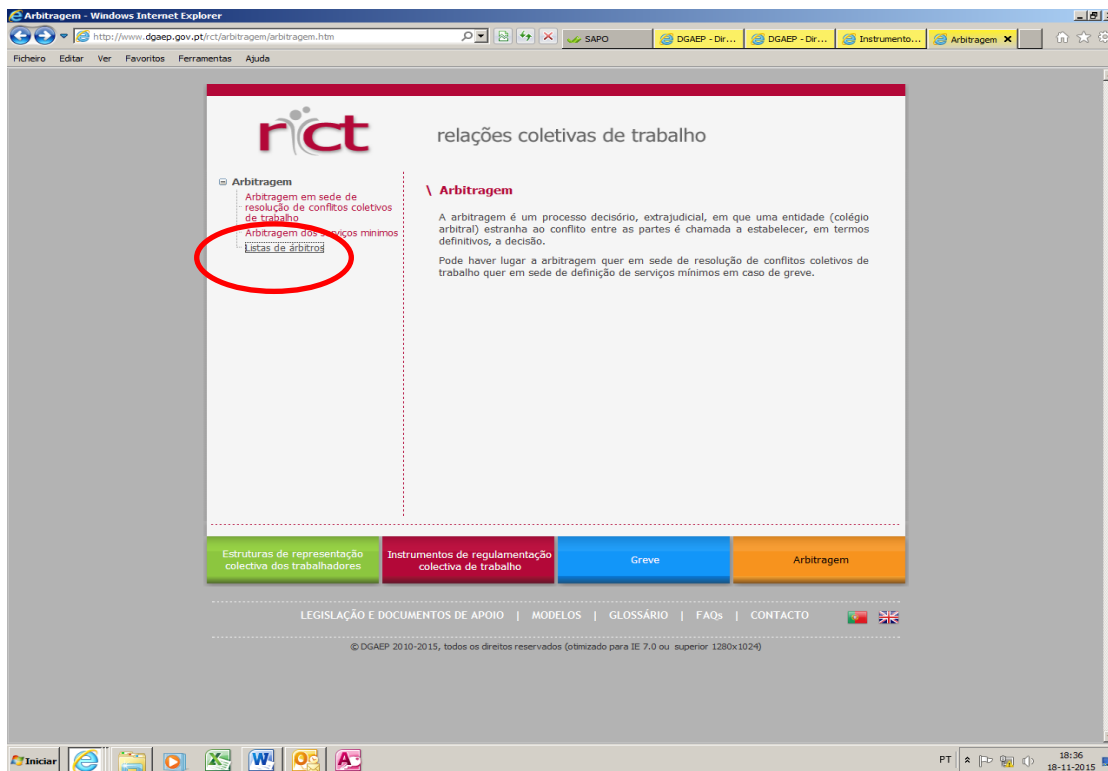 Arbitragem - Windows Internet Explorer
http://www.dgaep.gov.pt/rct/arbitragem/arbitragem.htm
SAPO
DGAEP - Dir...
DGAEP - Dir...
Instrumento...
Arbitragem
Ficheiro Editar Ver Favoritos Ferramentas Ajuda
rct
relações coletivas de trabalho
Arbitragem
Arbitragem em sede de
resolução de conflitos coletivos
de trabalho
Arbitragem dos serviços minimos
Listas de árbitros
\ Arbitragem
A arbitragem é um processo decisório, extrajudicial, em que uma entidade (colégio
arbitral) estranha ao conflito entre as partes é chamada a estabelecer, em termos
definitivos, a decisão.
Pode haver lugar a arbitragem quer em sede de resolução de conflitos coletivos de
trabalho quer em sede de definição de serviços mínimos em caso de greve.
Estruturas de representação
colectiva dos trabalhadores
Instrumentos de regulamentação
colectiva de trabalho
Greve
Arbitragem
LEGISLAÇÃO E DOCUMENTOS DE APOIO | MODELOS | GLOSSÁRIO | FAQs | CONTACTO
© DGAEP 2010-2015, todos os direitos reservados (otimizado para IE 7.0 ou superior 1280x1024)
Iniciar
PT
18:36
18-11-2015